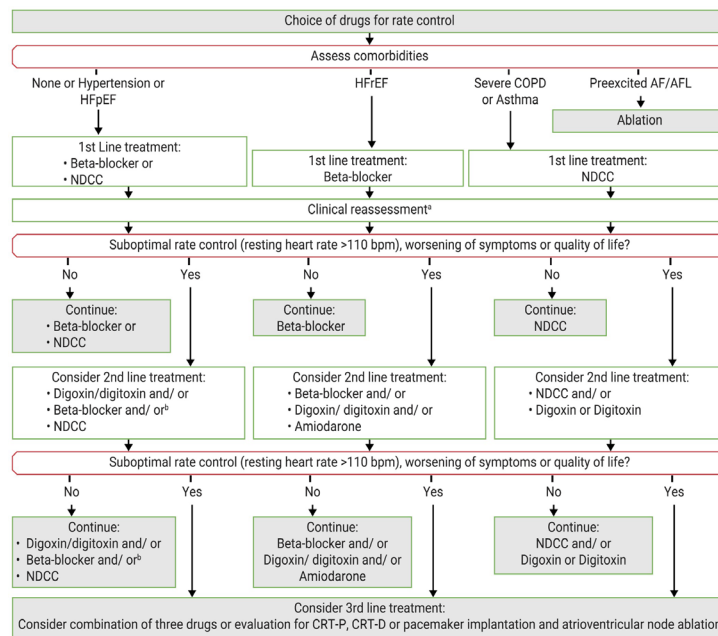 Choice of drugs for rate control
Assess comorbidities
None or Hypertension or
HFpEF
HFrEF
Severe COPD
or Asthma
Preexcited AF/AFL
Ablation
1st Line treatment:
• Beta-blocker or
• NDCC
1st line treatment:
Beta-blocker
1st line treatment:
NDCC
Clinical reassessmentᵃ
Suboptimal rate control (resting heart rate >110 bpm), worsening of symptoms or quality of life?
No
Yes
No
Yes
No
Yes
Continue:
• Beta-blocker or
• NDCC
Continue:
Beta-blocker
Continue:
NDCC
Consider 2nd line treatment:
• Digoxin/digitoxin and/ or
• Beta-blocker and/ orᵇ
• NDCC
Consider 2nd line treatment:
• Beta-blocker and/ or
• Digoxin/ digitoxin and/ or
• Amiodarone
Consider 2nd line treatment:
• NDCC and/ or
• Digoxin or Digitoxin
Suboptimal rate control (resting heart rate >110 bpm), worsening of symptoms or quality of life?
No
Yes
No
Yes
No
Yes
Continue:
• Digoxin/digitoxin and/ or
• Beta-blocker and/ orᵇ
• NDCC
Continue:
Beta-blocker and/ or
Digoxin/ digitoxin and/ or
Amiodarone
Continue:
NDCC and/ or
Digoxin or Digitoxin
Consider 3rd line treatment:
Consider combination of three drugs or evaluation for CRT-P, CRT-D or pacemaker implantation and atrioventricular node ablation